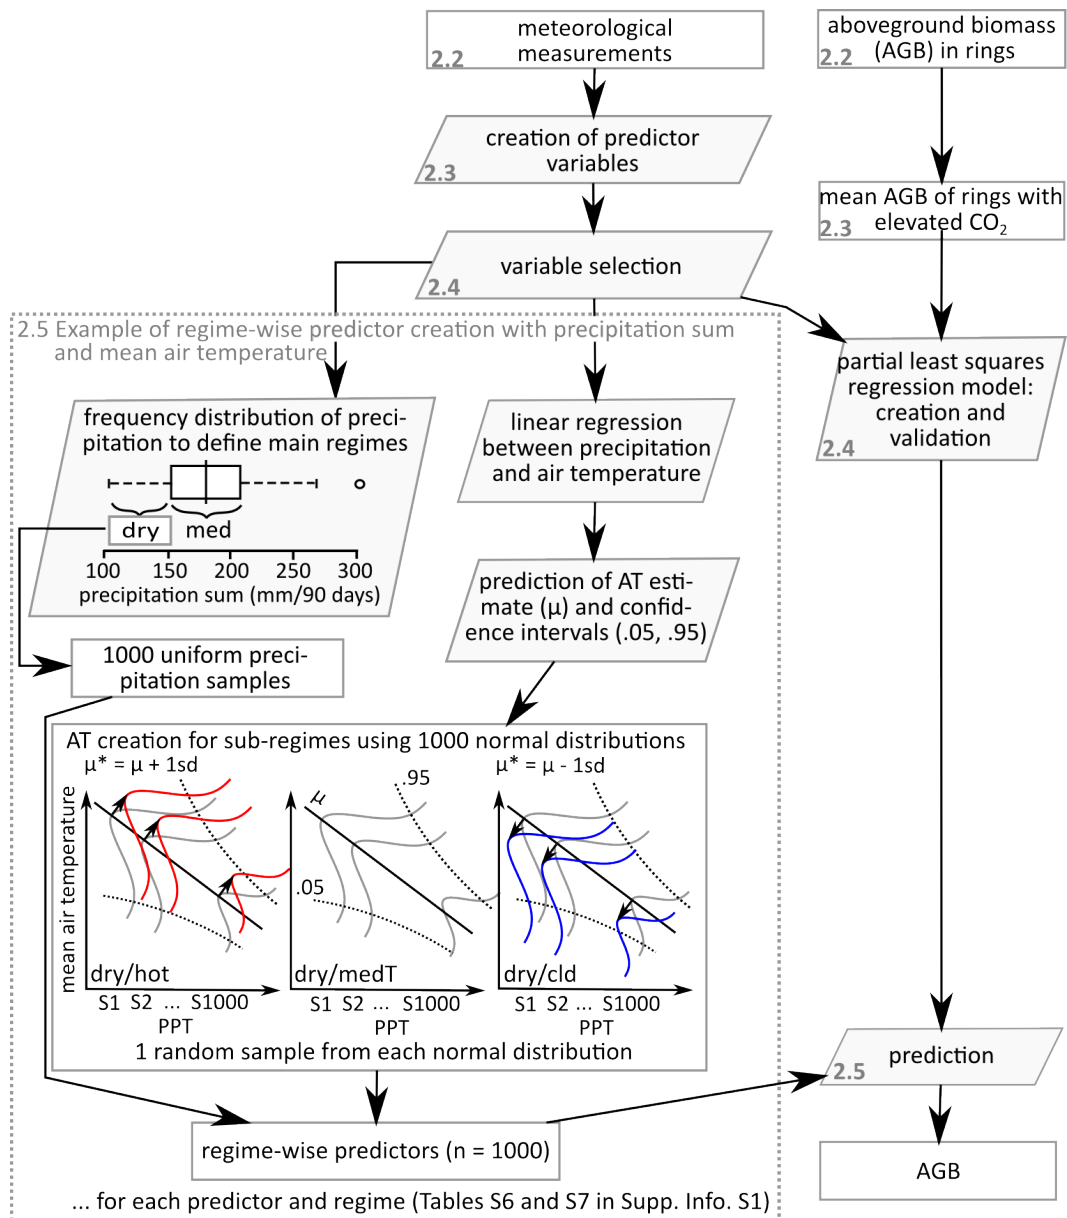 meteorological
measurements
2.2
aboveground biomass
(AGB) in rings
2.2
creation of predictor
variables
2.3
mean AGB of rings with
elevated CO₂
2.3
variable selection
2.4
2.5 Example of regime-wise predictor creation with precipitation sum
and mean air temperature
partial least squares
regression model:
creation and
validation
2.4
frequency distribution of preci-
pitation to define main regimes
dry
med
100 150 200 250 300
precipitation sum (mm/90 days)
linear regression
between precipitation
and air temperature
prediction of AT esti-
mate (μ) and confid-
ence intervals (.05, .95)
1000 uniform preci-
pitation samples
AT creation for sub-regimes using 1000 normal distributions
μ* = μ + 1sd
mean air temperature
dry/hot
S1 S2 ... S1000
PPT
μ
.95
.05
dry/medT
S1 S2 ... S1000
PPT
μ* = μ - 1sd
dry/cld
S1 S2 ... S1000
PPT
1 random sample from each normal distribution
regime-wise predictors (n = 1000)
... for each predictor and regime (Tables S6 and S7 in Supp. Info. S1)
prediction
2.5
AGB